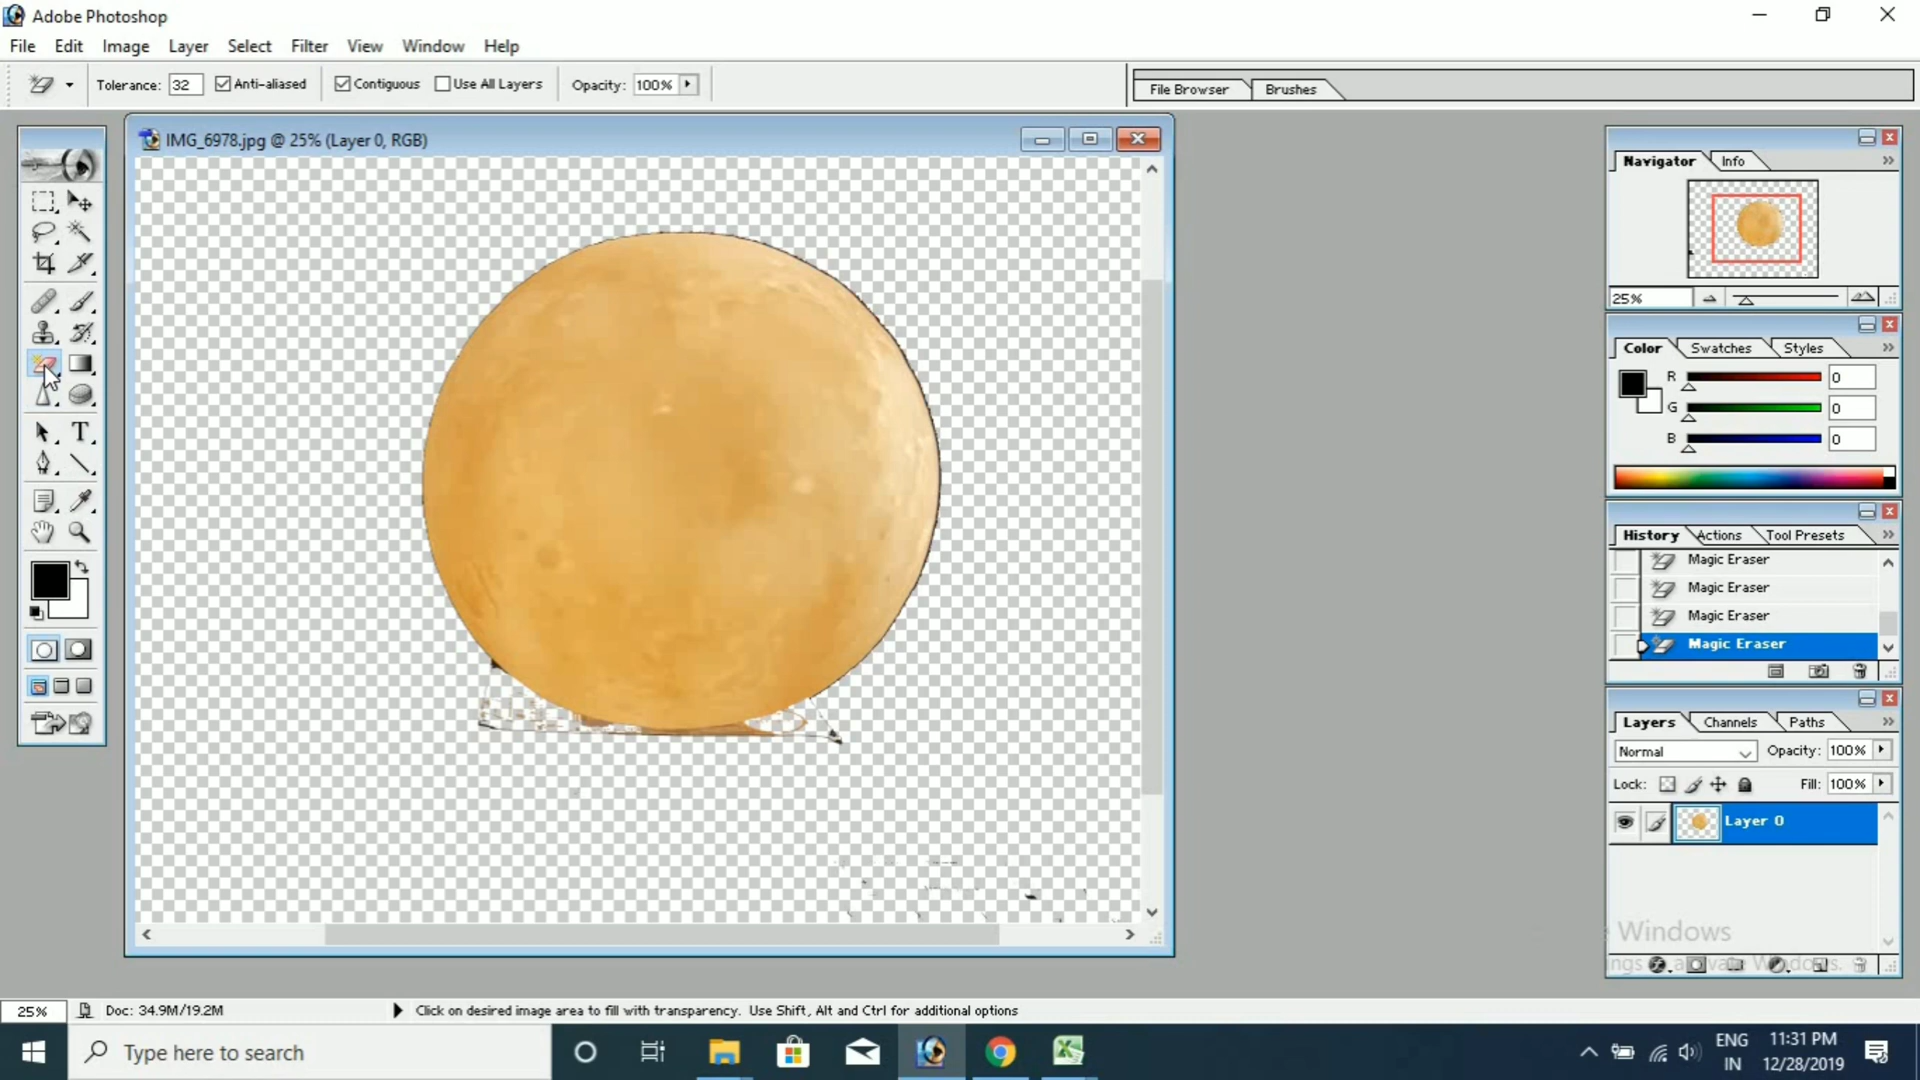 Adobe Photoshop
File Edit Image Layer Select Filter View Window Help
Tolerance: 32 Anti-aliased Contiguous Use All Layers Opacity: 100%
File Browser Brushes
IMG_6978.jpg @ 25% (Layer 0, RGB)
Navigator Info
25%
Color Swatches Styles
R 0
G 0
B 0
History Actions Tool Presets
Magic Eraser
Magic Eraser
Magic Eraser
Magic Eraser
Layers Channels Paths
Normal Opacity: 100%
Lock: Fill: 100%
Layer 0
Windows
T
25% Doc: 34.9M/19.2M Click on desired image area to fill with transparency. Use Shift, Alt and Ctrl for additional options
Type here to search
ENG 11:31 PM
IN 12/28/2019